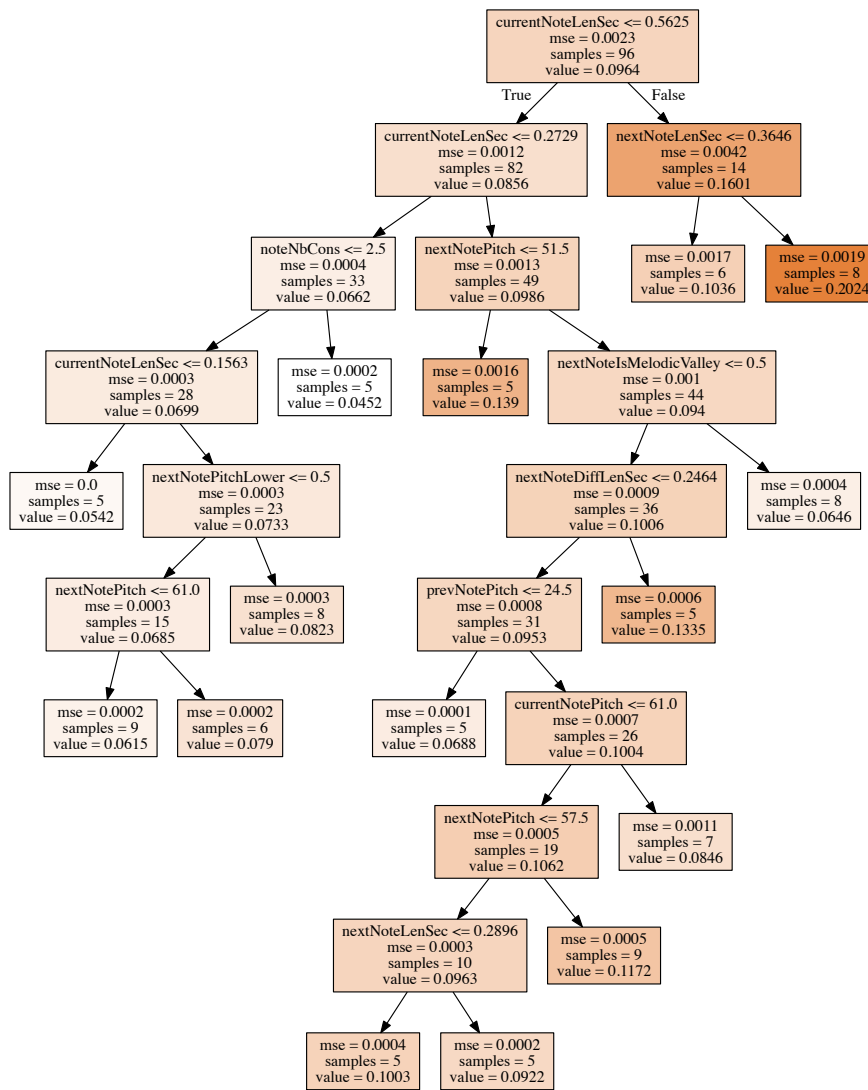 currentNoteLenSec <= 0.5625
mse = 0.0023
samples = 96
value = 0.0964
True
False
currentNoteLenSec <= 0.2729
mse = 0.0012
samples = 82
value = 0.0856
nextNoteLenSec <= 0.3646
mse = 0.0042
samples = 14
value = 0.1601
noteNbCons <= 2.5
mse = 0.0004
samples = 33
value = 0.0662
nextNotePitch <= 51.5
mse = 0.0013
samples = 49
value = 0.0986
mse = 0.0017
samples = 6
value = 0.1036
mse = 0.0019
samples = 8
value = 0.2024
currentNoteLenSec <= 0.1563
mse = 0.0003
samples = 28
value = 0.0699
mse = 0.0002
samples = 5
value = 0.0452
mse = 0.0016
samples = 5
value = 0.139
nextNoteIsMelodicValley <= 0.5
mse = 0.001
samples = 44
value = 0.094
mse = 0.0
samples = 5
value = 0.0542
nextNotePitchLower <= 0.5
mse = 0.0003
samples = 23
value = 0.0733
nextNoteDiffLenSec <= 0.2464
mse = 0.0009
samples = 36
value = 0.1006
mse = 0.0004
samples = 8
value = 0.0646
nextNotePitch <= 61.0
mse = 0.0003
samples = 15
value = 0.0685
mse = 0.0003
samples = 8
value = 0.0823
prevNotePitch <= 24.5
mse = 0.0008
samples = 31
value = 0.0953
mse = 0.0006
samples = 5
value = 0.1335
mse = 0.0002
samples = 9
value = 0.0615
mse = 0.0002
samples = 6
value = 0.079
mse = 0.0001
samples = 5
value = 0.0688
currentNotePitch <= 61.0
mse = 0.0007
samples = 26
value = 0.1004
nextNotePitch <= 57.5
mse = 0.0005
samples = 19
value = 0.1062
mse = 0.0011
samples = 7
value = 0.0846
nextNoteLenSec <= 0.2896
mse = 0.0003
samples = 10
value = 0.0963
mse = 0.0005
samples = 9
value = 0.1172
mse = 0.0004
samples = 5
value = 0.1003
mse = 0.0002
samples = 5
value = 0.0922